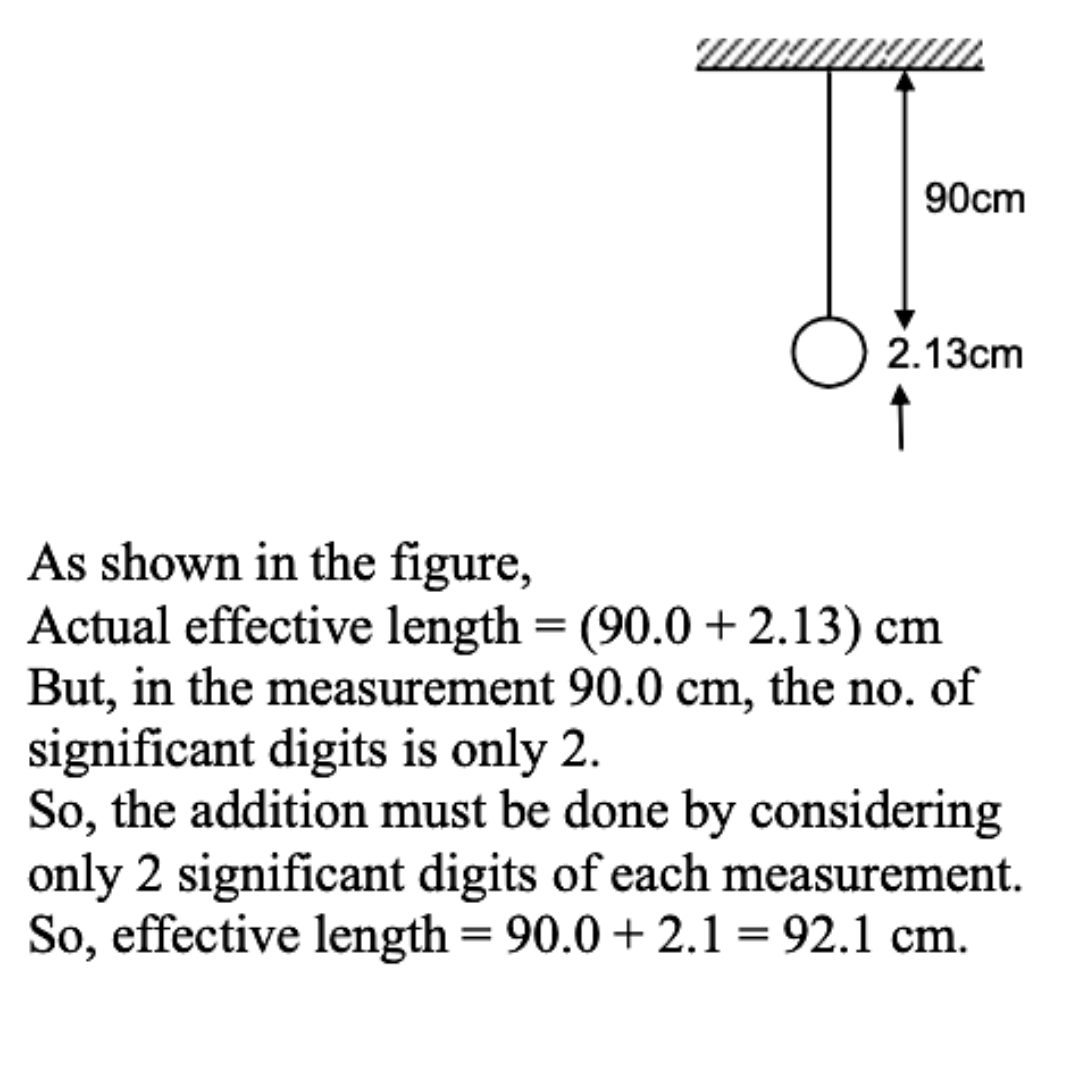 90cm
2.13cm
As shown in the figure,
Actual effective length = (90.0 + 2.13) cm
But, in the measurement 90.0 cm, the no. of
significant digits is only 2.
So, the addition must be done by considering
only 2 significant digits of each measurement.
So, effective length = 90.0 + 2.1 = 92.1 cm.